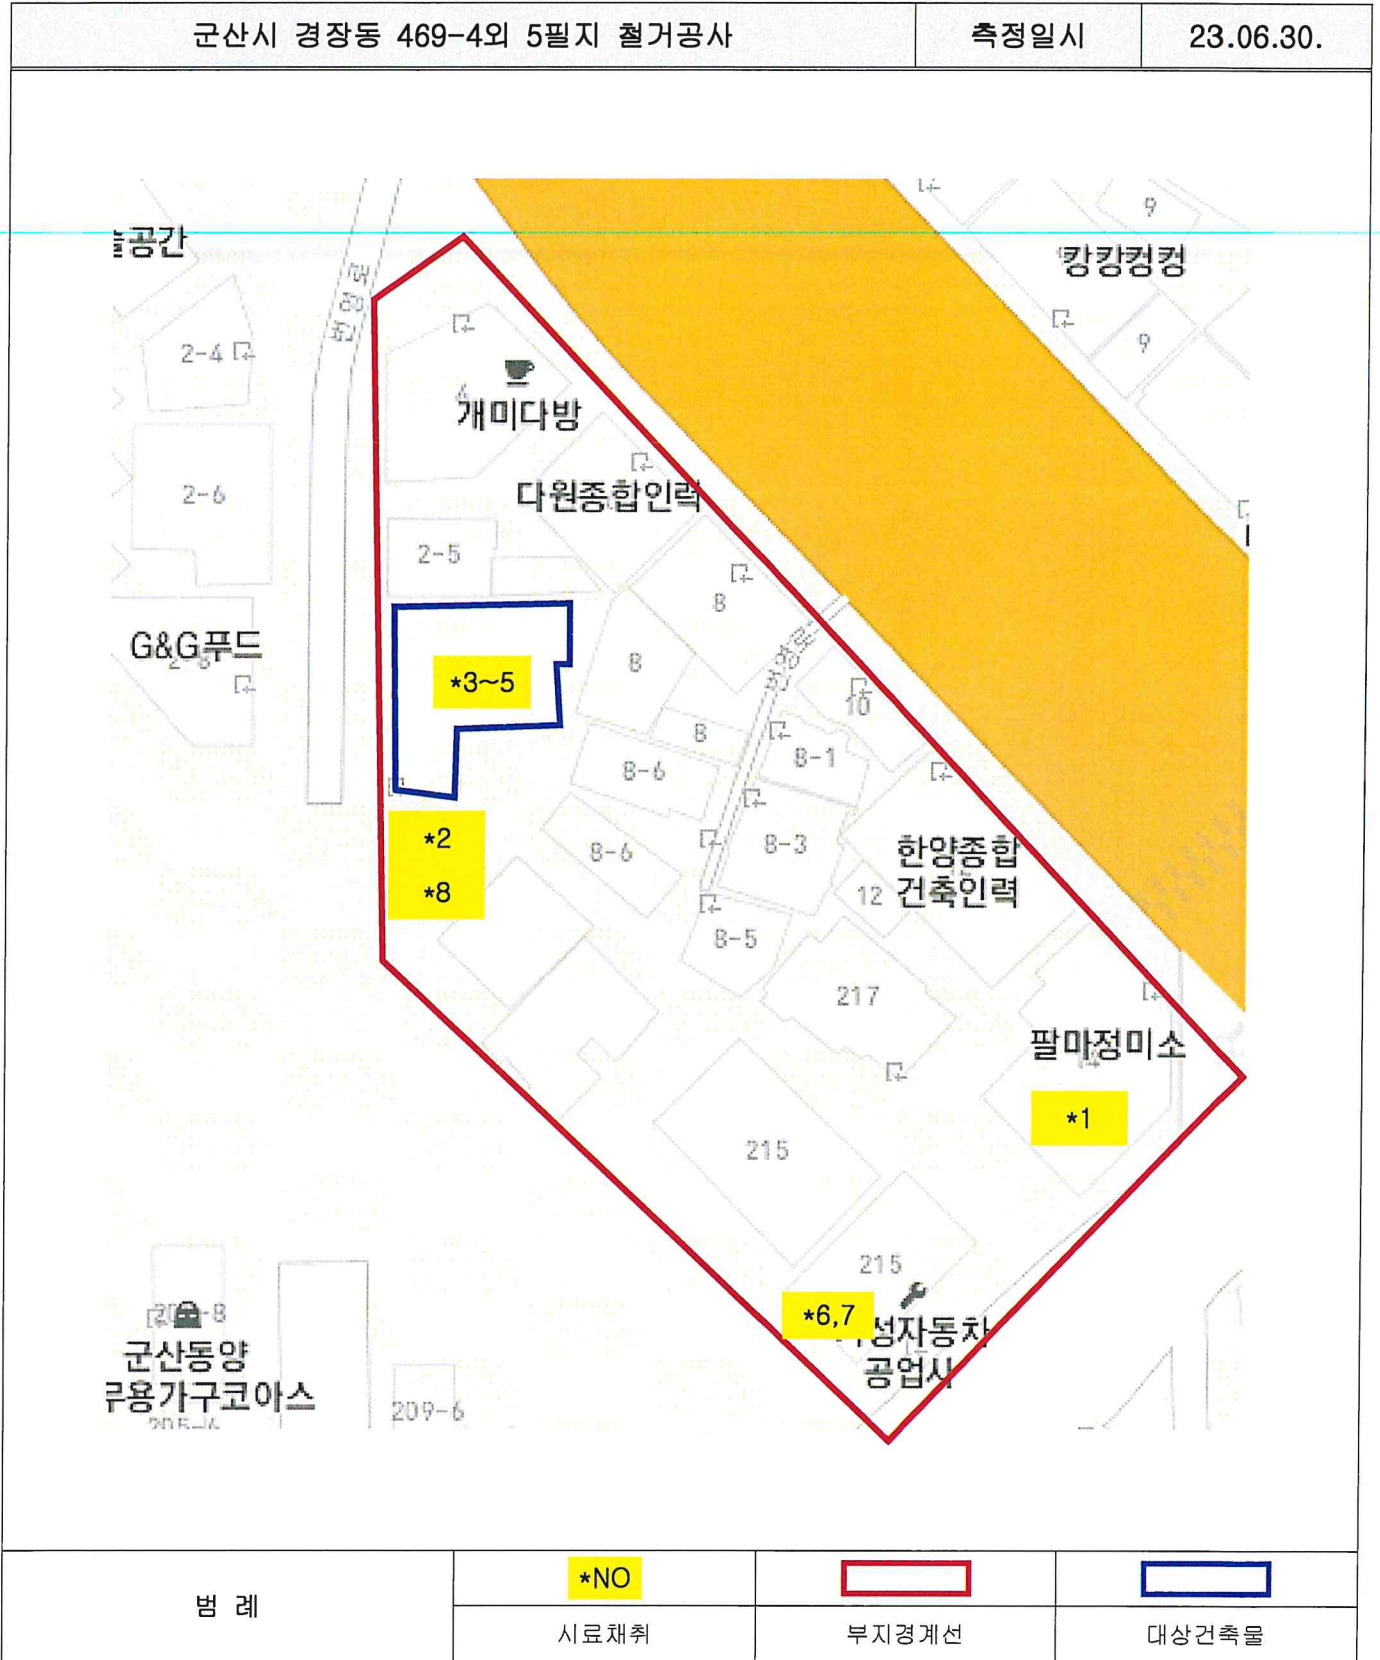 군산시 경장동 469-4외 5필지 철거공사 측정일시 23.06.30.
9
공간
번영로
캉캉컹컹
2-4
9
개미다방
다원종합인력
2-6
2-5
8
G&G푸드
8
*3~5
번영로
10
8
8-1
8-6
*2
8-6
8-3
한양종합
건축인력
*8
12
8-5
217
팔마정미소
*1
215
215
*6,7
성자동차
공업사
군산동양
용가구코아스
209-6
범 례
*NO
시료채취 부지경계선 대상건축물